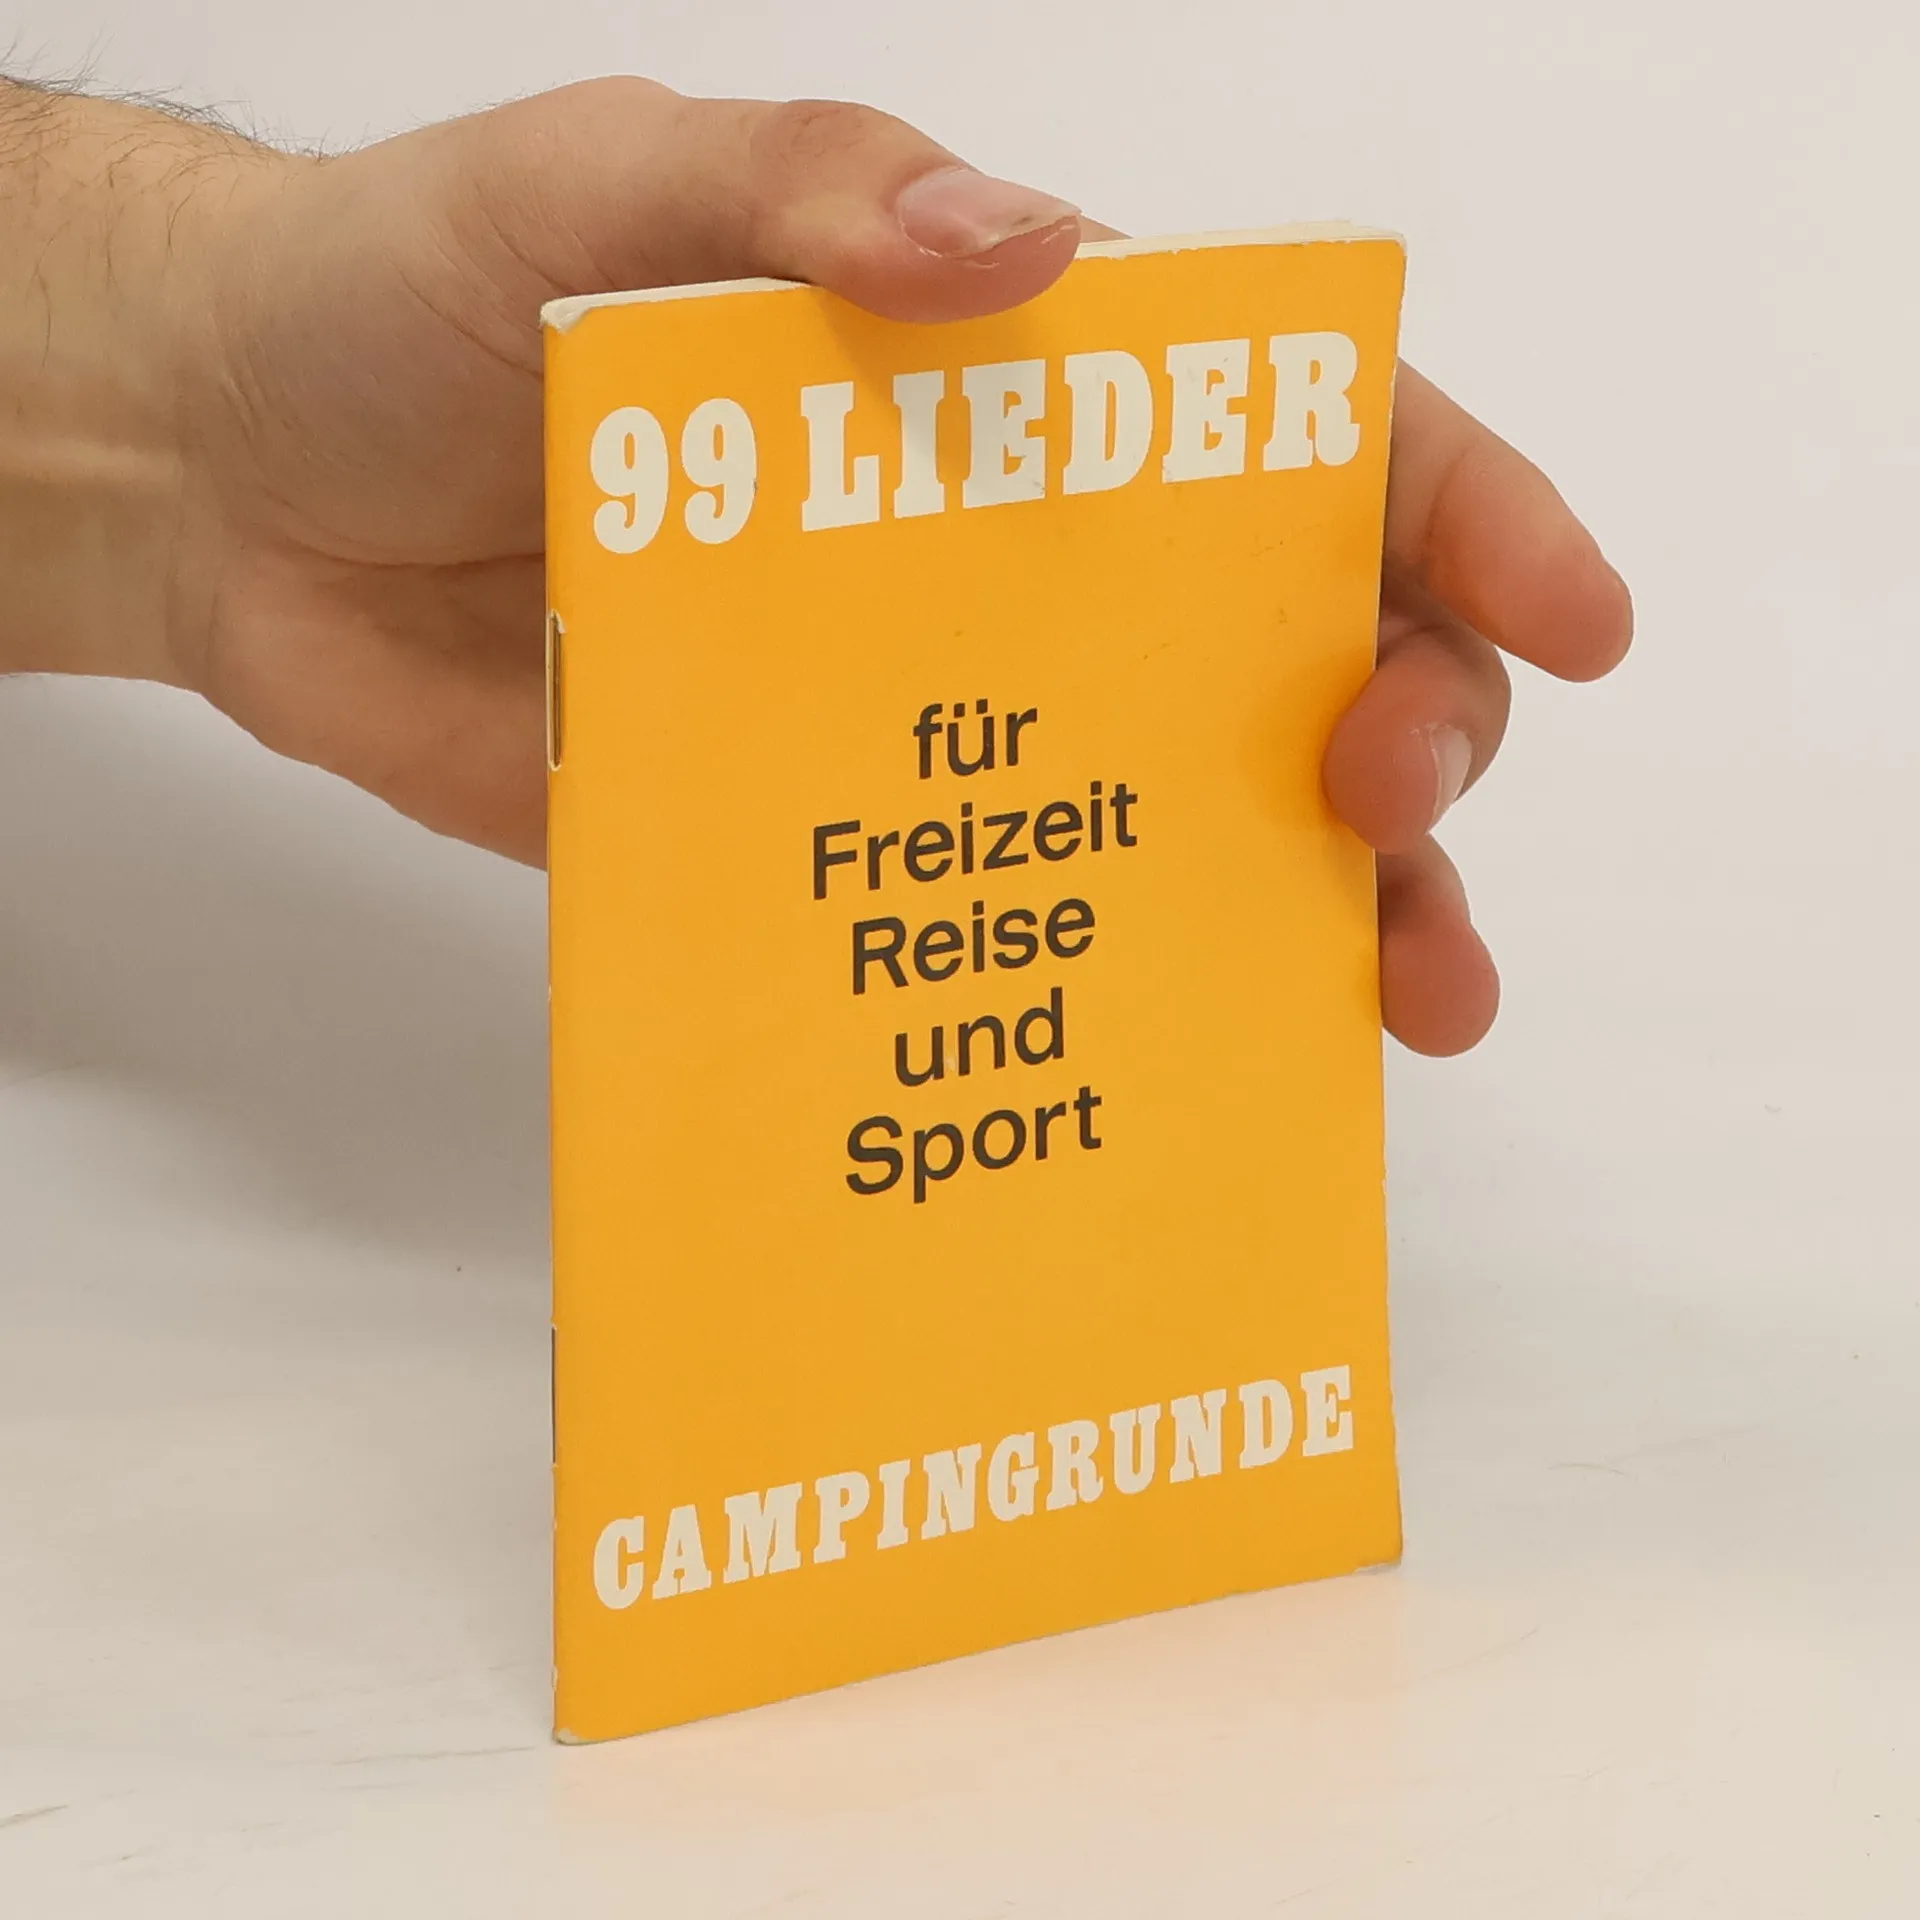 99 LIEDER
für
Freizeit
Reise
und
Sport
CAMPINGRUNDE